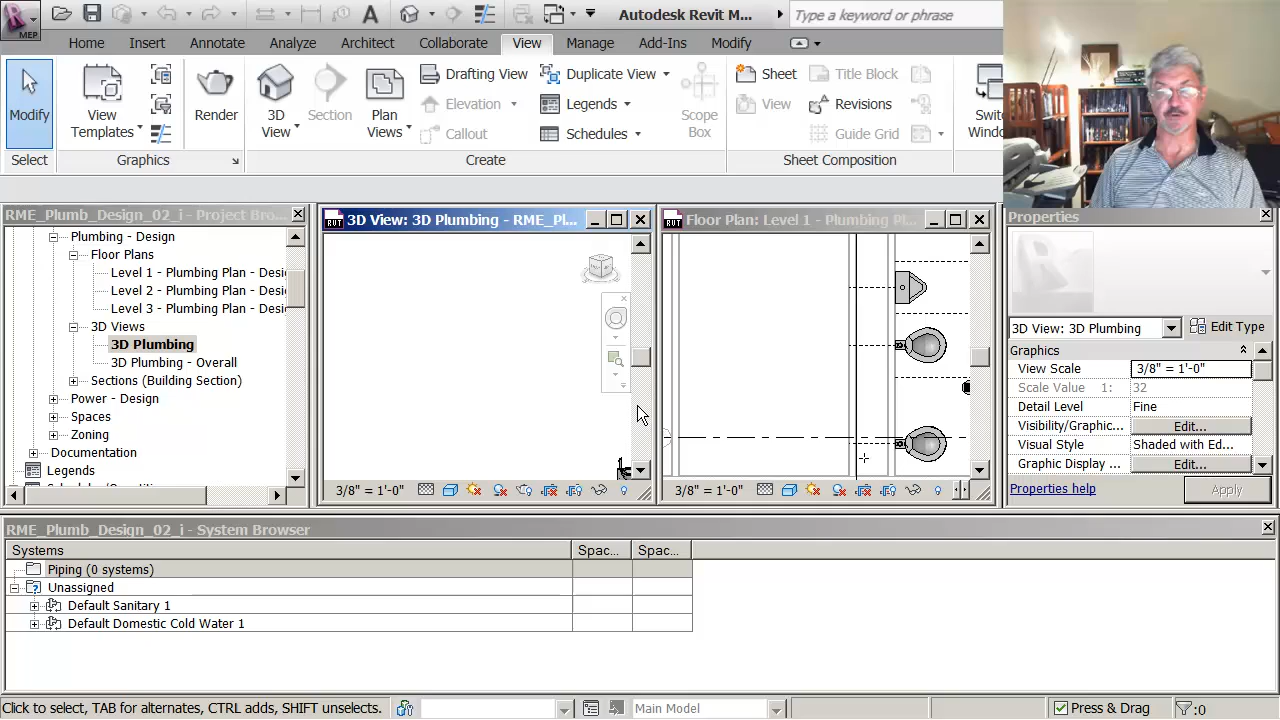 Autodesk Revit M...
Type a keyword or phrase
MEP
Home
Insert
Annotate
Analyze
Architect
Collaborate
View
Manage
Add-Ins
Modify
Modify
View
Templates
Render
3D
View
Section
Plan
Views
Drafting View
Elevation
Callout
Duplicate View
Legends
Schedules
Scope
Box
Sheet
View
Title Block
Revisions
Guide Grid
Switc
Windo
Select
Graphics
Create
Sheet Composition
RME_Plumb_Design_02_i - Project Bro...
Plumbing - Design
Floor Plans
Level 1 - Plumbing Plan - Desi
Level 2 - Plumbing Plan - Desi
Level 3 - Plumbing Plan - Desi
3D Views
3D Plumbing
3D Plumbing - Overall
Sections (Building Section)
Power - Design
Spaces
Zoning
Documentation
Legends
3D View: 3D Plumbing - RME_Pl...
3/8" = 1'-0"
Floor Plan: Level 1 - Plumbing Pl...
3/8" = 1'-0"
Properties
3D View: 3D Plumbing
Edit Type
Graphics
View Scale
3/8" = 1'-0"
Scale Value 1:
32
Detail Level
Fine
Visibility/Graphic...
Edit...
Visual Style
Shaded with Ed...
Graphic Display ...
Edit...
Properties help
Apply
RME_Plumb_Design_02_i - System Browser
Systems
Spac...
Spac...
Piping (0 systems)
Unassigned
Default Sanitary 1
Default Domestic Cold Water 1
Click to select, TAB for alternates, CTRL adds, SHIFT unselects.
Main Model
Press & Drag
:0